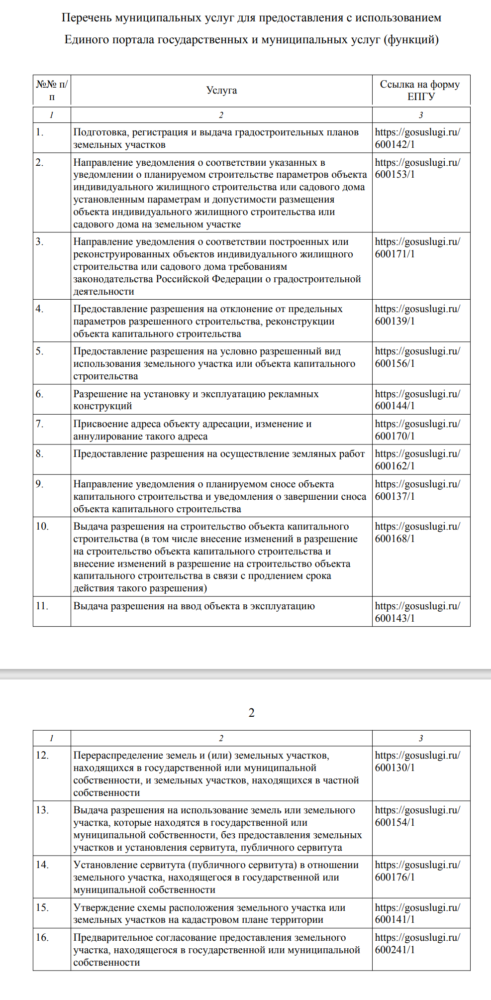 Перечень муниципальных услуг для предоставления с использованием
Единого портала государственных и муниципальных услуг (функций)
№№ п/
п
Услуга
Ссылка на форму
ЕПГУ
1
2
3
1.
Подготовка, регистрация и выдача градостроительных планов
земельных участков
https://gosuslugi.ru/
600142/1
2.
Направление уведомления о соответствии указанных в
уведомлении о планируемом строительстве параметров объекта
индивидуального жилищного строительства или садового дома
установленным параметрам и допустимости размещения
объекта индивидуального жилищного строительства или
садового дома на земельном участке
https://gosuslugi.ru/
600153/1
3.
Направление уведомления о соответствии построенных или
реконструированных объектов индивидуального жилищного
строительства или садового дома требованиям
законодательства Российской Федерации о градостроительной
деятельности
https://gosuslugi.ru/
600171/1
4.
Предоставление разрешения на отклонение от предельных
параметров разрешенного строительства, реконструкции
объекта капитального строительства
https://gosuslugi.ru/
600139/1
5.
Предоставление разрешения на условно разрешенный вид
использования земельного участка или объекта капитального
строительства
https://gosuslugi.ru/
600156/1
6.
Разрешение на установку и эксплуатацию рекламных
конструкций
https://gosuslugi.ru/
600144/1
7.
Присвоение адреса объекту адресации, изменение и
аннулирование такого адреса
https://gosuslugi.ru/
600170/1
8.
Предоставление разрешения на осуществление земляных работ
https://gosuslugi.ru/
600162/1
9.
Направление уведомления о планируемом сносе объекта
капитального строительства и уведомления о завершении сноса
объекта капитального строительства
https://gosuslugi.ru/
600137/1
10.
Выдача разрешения на строительство объекта капитального
строительства (в том числе внесение изменений в разрешение
на строительство объекта капитального строительства и
внесение изменений в разрешение на строительство объекта
капитального строительства в связи с продлением срока
действия такого разрешения)
https://gosuslugi.ru/
600168/1
11.
Выдача разрешения на ввод объекта в эксплуатацию
https://gosuslugi.ru/
600143/1
2
1
2
3
12.
Перераспределение земель и (или) земельных участков,
находящихся в государственной или муниципальной
собственности, и земельных участков, находящихся в частной
собственности
https://gosuslugi.ru/
600130/1
13.
Выдача разрешения на использование земель или земельного
участка, которые находятся в государственной или
муниципальной собственности, без предоставления земельных
участков и установления сервитута, публичного сервитута
https://gosuslugi.ru/
600154/1
14.
Установление сервитута (публичного сервитута) в отношении
земельного участка, находящегося в государственной или
муниципальной собственности
https://gosuslugi.ru/
600176/1
15.
Утверждение схемы расположения земельного участка или
земельных участков на кадастровом плане территории
https://gosuslugi.ru/
600141/1
16.
Предварительное согласование предоставления земельного
участка, находящегося в государственной или муниципальной
собственности
https://gosuslugi.ru/
600241/1